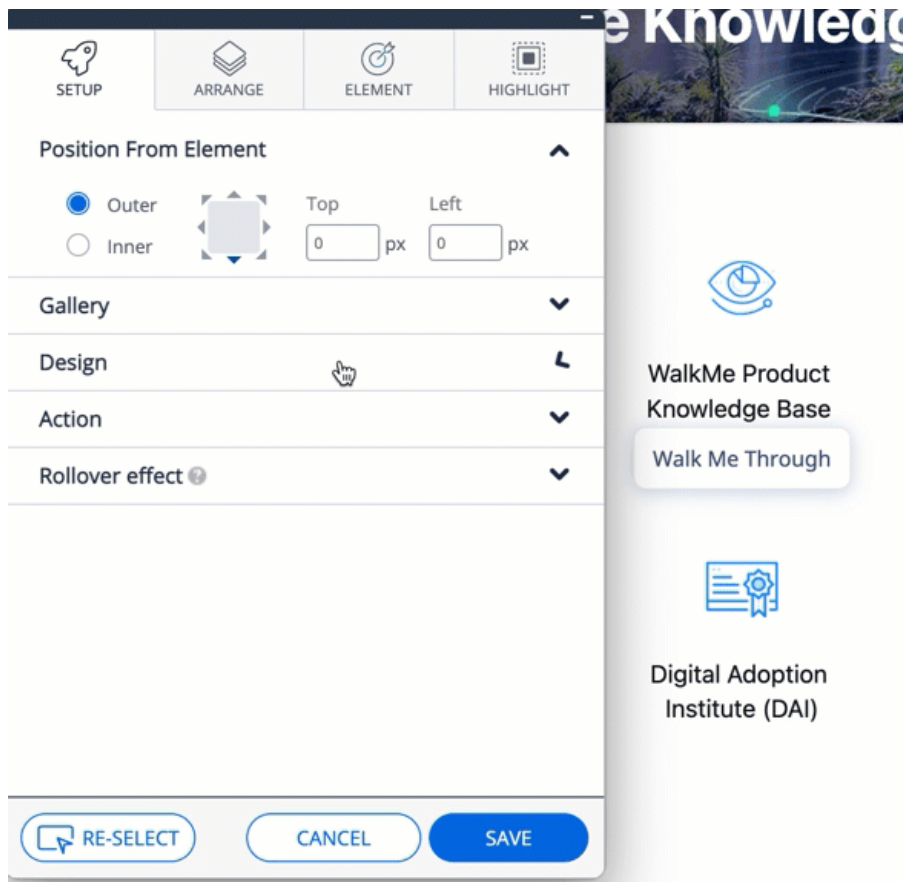 e Knowledg
SETUP
ARRANGE
ELEMENT
HIGHLIGHT
Position From Element
Outer
Inner
Top
Left
0 px
0 px
Gallery
Design
Action
Rollover effect ?
WalkMe Product
Knowledge Base
Walk Me Through
Digital Adoption
Institute (DAI)
RE-SELECT
CANCEL
SAVE